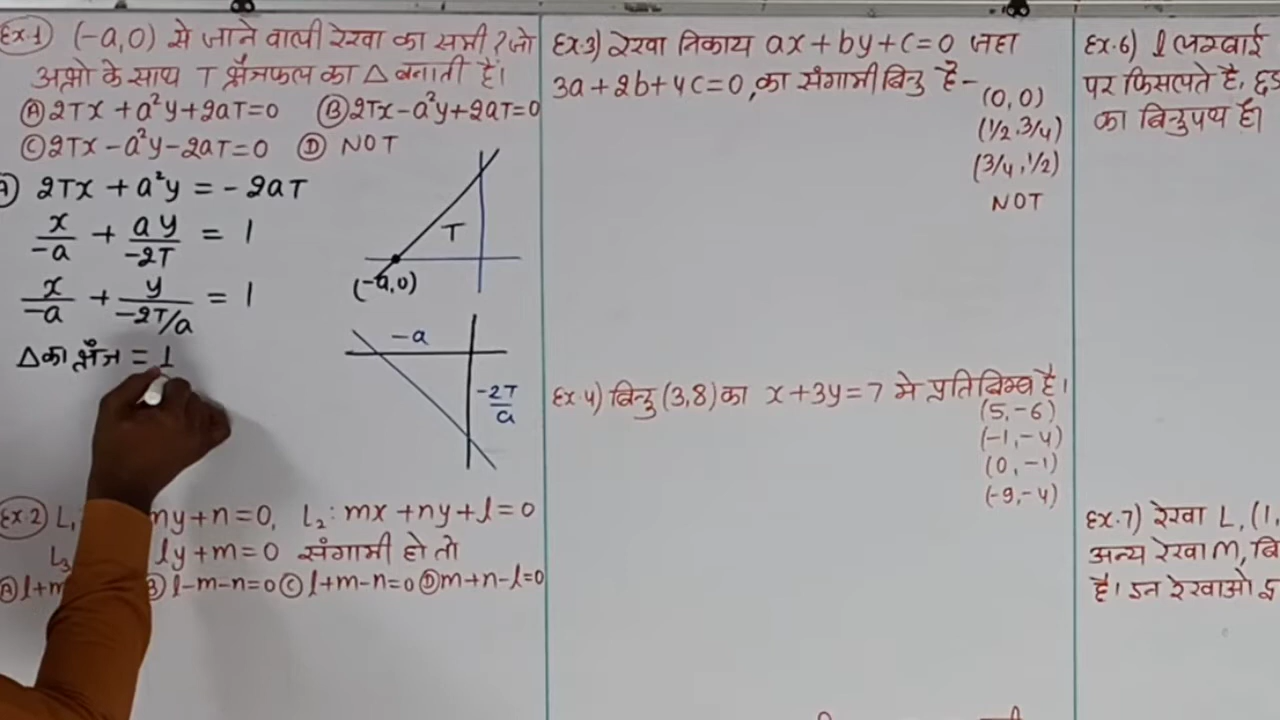 Ex.1) (-a,0) से जाने वाली रेखा का समी? जो
अक्षो के साथ T क्षेत्रफल का Δ बनाती है।
(A) 2Tx + a²y + 2aT = 0 (B) 2Tx - a²y + 2aT = 0
(C) 2Tx - a²y - 2aT = 0 (D) NOT
A) 2Tx + a²y = - 2aT
x/-a + ay/-2T = 1
x/-a + y/-2T/a = 1
Δ का क्षेत्र = 1
T
(-a,0)
-a
-2T/a
Ex.2) L₁ my + n = 0, L₂ : mx + ny + l = 0
L₃ ly + m = 0 संगामी हो तो
(A) l + m B) l - m - n = 0 (C) l + m - n = 0 (D) m + n - l = 0
Ex.3) रेखा निकाय ax + by + c = 0 जहा
3a + 2b + 4c = 0, का संगामी बिन्दु है -
(0, 0)
(1/2, 3/4)
(3/4, 1/2)
NOT
Ex.4) बिन्दु (3,8) का x + 3y = 7 मे प्रतिबिम्ब है।
(5, -6)
(-1, -4)
(0, -1)
(-9, -4)
Ex.6) l लम्बाई
पर फिसलते है, छड़
का बिन्दुपथ है।
Ex.7) रेखा L, (1,
अन्य रेखा M, बि
है। इन रेखाओ द्व